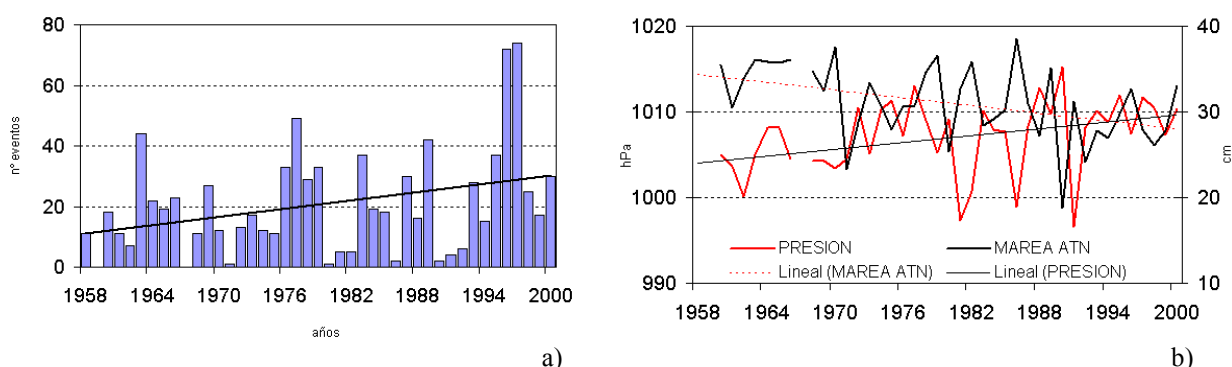 80
60
40
20
0
nº eventos
1958 1964 1970 1976 1982 1988 1994 2000
años
a)
1020
1010
1000
990
hPa
40
30
20
10
cm
PRESION
MAREA ATN
Lineal (MAREA ATN)
Lineal (PRESION)
1958 1964 1970 1976 1982 1988 1994 2000
b)